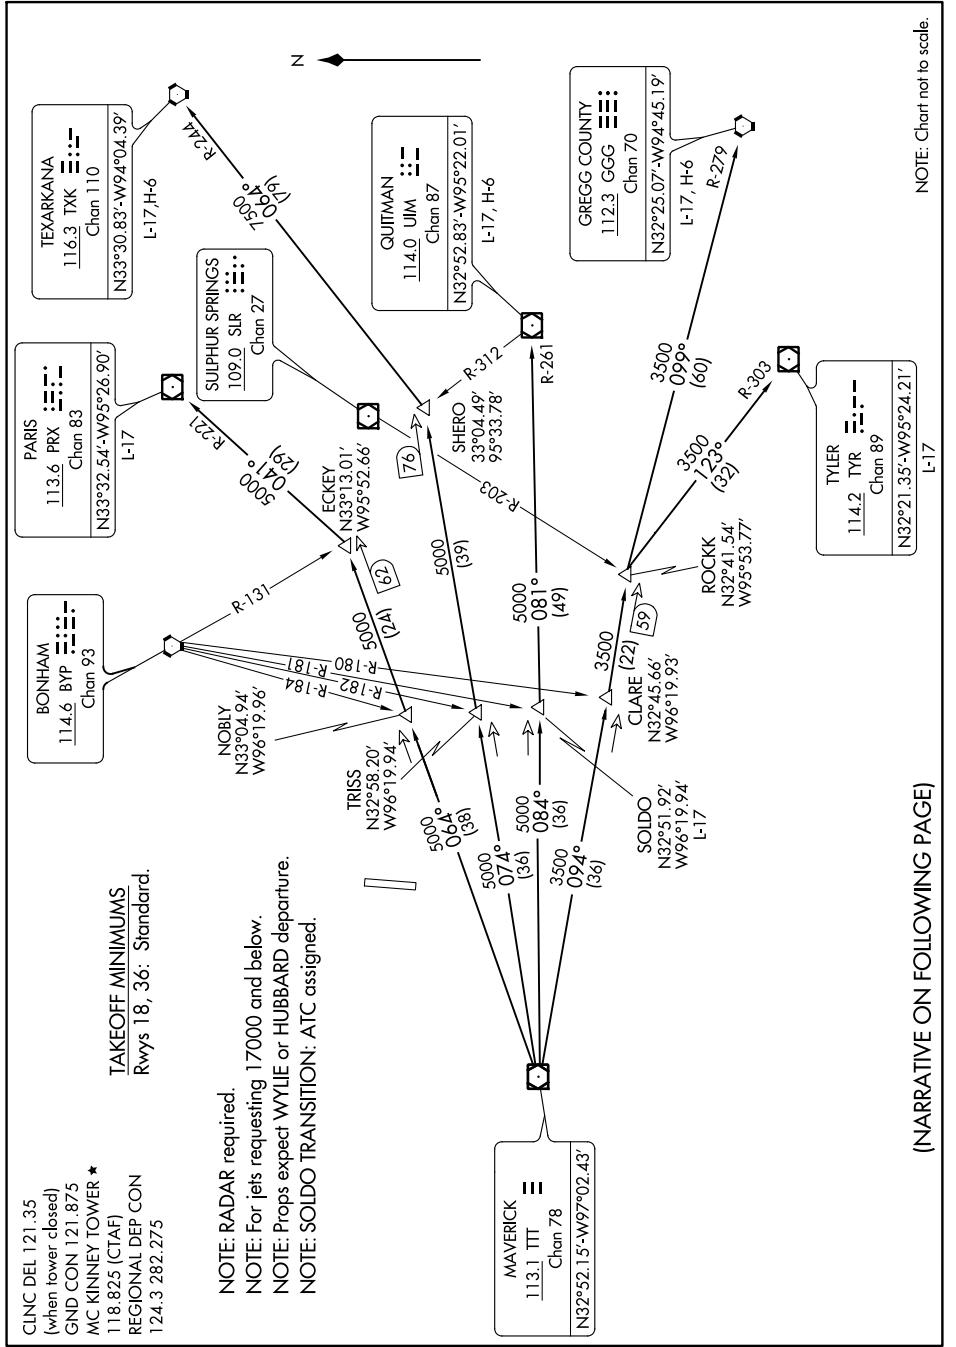 CLNC DEL 121.35
(when tower closed)
GND CON 121.875
MC KINNEY TOWER ★
118.825 (CTAF)
REGIONAL DEP CON
124.3 282.275
TAKEOFF MINIMUMS
Rwys 18, 36: Standard.
NOTE: RADAR required.
NOTE: For jets requesting 17000 and below.
NOTE: Props expect WYLIE or HUBBARD departure.
NOTE: SOLDO TRANSITION: ATC assigned.
BONHAM
114.6 BYP
Chan 93
PARIS
113.6 PRX
Chan 83
N33°32.54′-W95°26.90′
L-17
TEXARKANA
116.3 TXK
Chan 110
N33°30.83′-W94°04.39′
L-17,H-6
SULPHUR SPRINGS
109.0 SLR
Chan 27
QUITMAN
114.0 UIM
Chan 87
N32°52.83′-W95°22.01′
L-17, H-6
GREGG COUNTY
112.3 GGG
Chan 70
N32°25.07′-W94°45.19′
L-17, H-6
TYLER
114.2 TYR
Chan 89
N32°21.35′-W95°24.21′
L-17
MAVERICK
113.1 TTT
Chan 78
N32°52.15′-W97°02.43′
NOBLY
N33°04.94′
W96°19.96′
TRISS
N32°58.20′
W96°19.94′
SOLDO
N32°51.92′
W96°19.94′
L-17
CLARE
N32°45.66′
W96°19.93′
ECKEY
N33°13.01′
W95°52.66′
SHERO
33°04.49′
95°33.78′
ROCKK
N32°41.54′
W95°53.77′
5000
064°
(38)
5000
074°
(36)
5000
084°
(36)
3500
094°
(36)
R-184
R-182
R-181
R-180
R-131
5000
(24)
62
5000
041°
(29)
R-221
5000
(39)
76
7500
064°
(79)
R-244
R-312
5000
081°
(49)
R-261
R-203
3500
(22)
59
3500
099°
(60)
R-279
3500
123°
(32)
R-303
N
(NARRATIVE ON FOLLOWING PAGE)
NOTE: Chart not to scale.